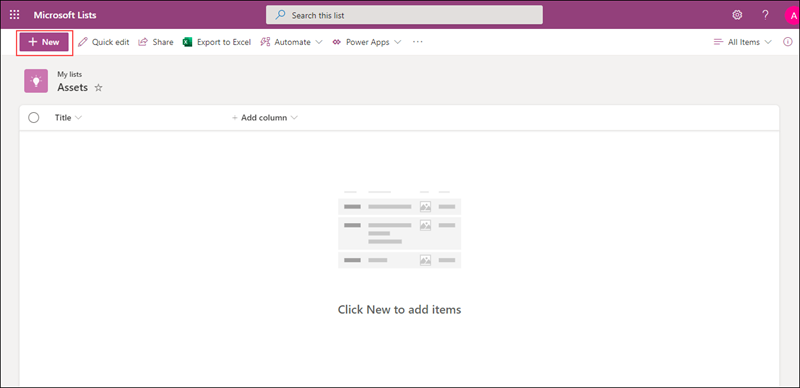 Microsoft Lists Search this list ? A
+ New Quick edit Share Export to Excel Automate Power Apps ··· All Items
My lists
Assets
Title + Add column
Click New to add items